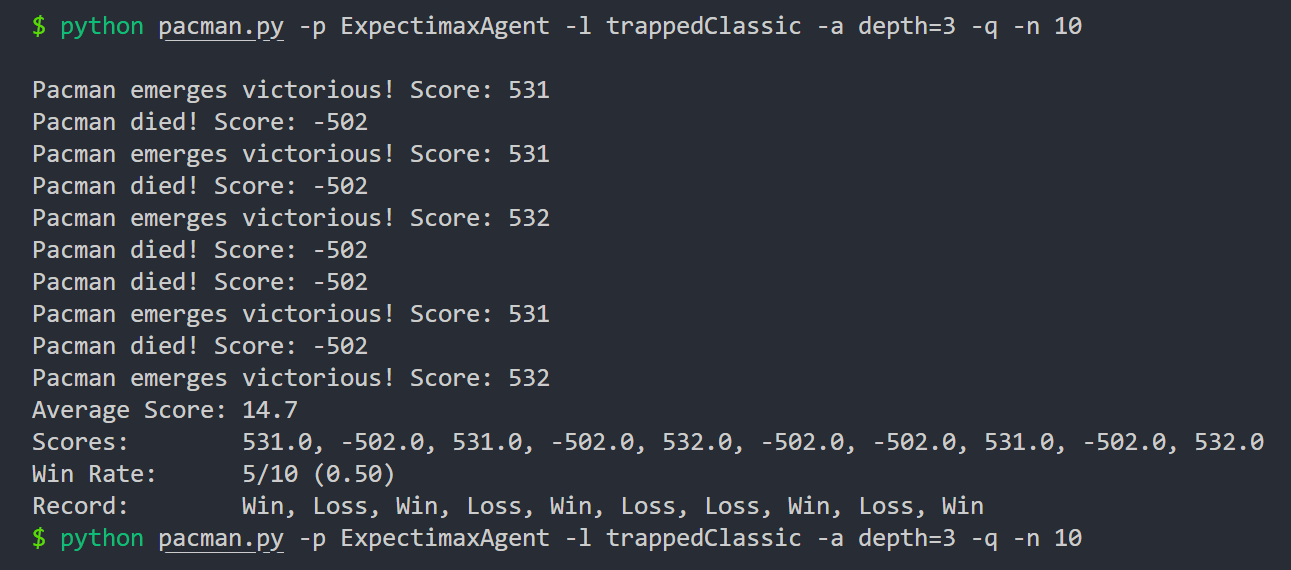 $ python pacman.py -p ExpectimaxAgent -l trappedClassic -a depth=3 -q -n 10
Pacman emerges victorious! Score: 531
Pacman died! Score: -502
Pacman emerges victorious! Score: 531
Pacman died! Score: -502
Pacman emerges victorious! Score: 532
Pacman died! Score: -502
Pacman died! Score: -502
Pacman emerges victorious! Score: 531
Pacman died! Score: -502
Pacman emerges victorious! Score: 532
Average Score: 14.7
Scores:        531.0, -502.0, 531.0, -502.0, 532.0, -502.0, -502.0, 531.0, -502.0, 532.0
Win Rate:      5/10 (0.50)
Record:        Win, Loss, Win, Loss, Win, Loss, Loss, Win, Loss, Win
$ python pacman.py -p ExpectimaxAgent -l trappedClassic -a depth=3 -q -n 10